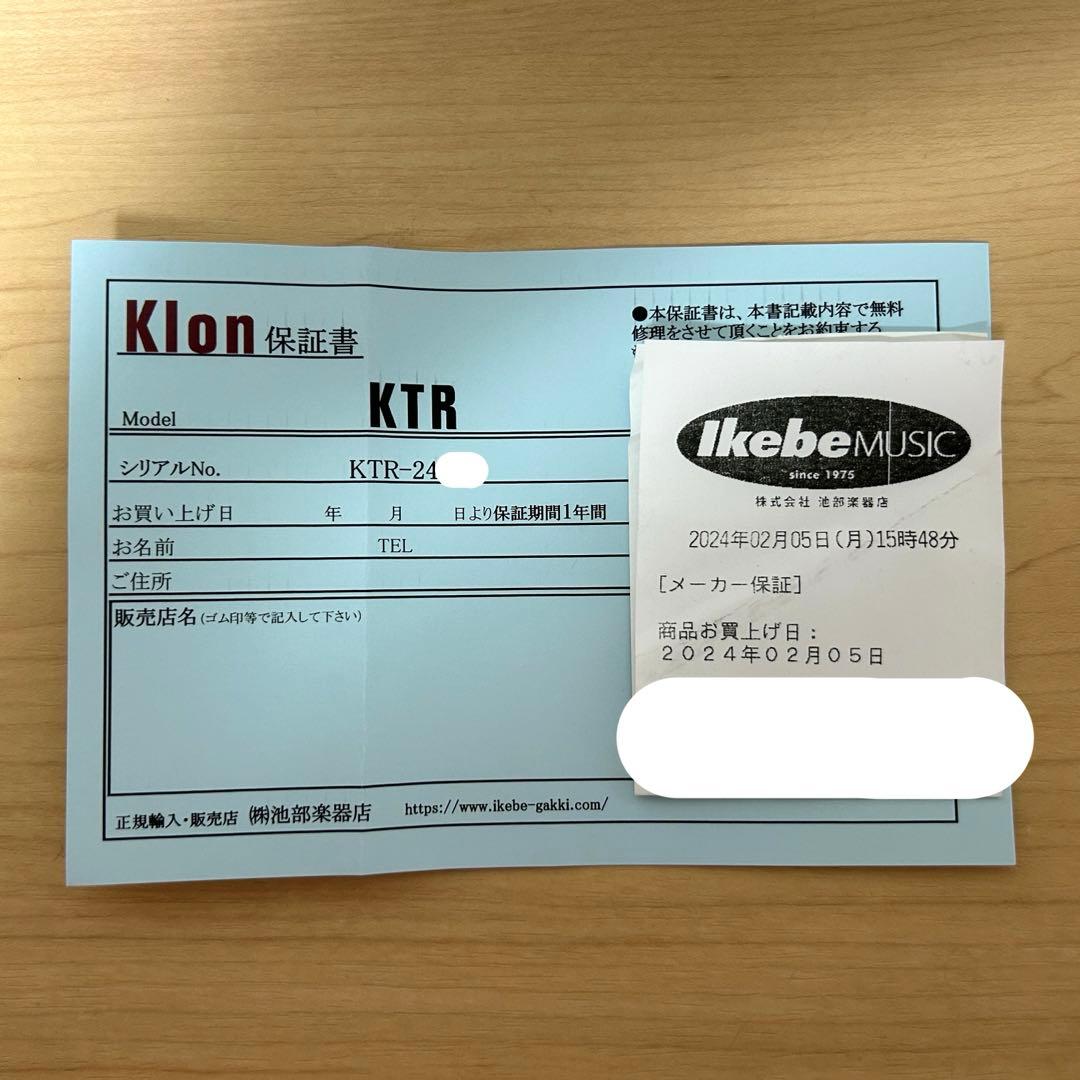 Klon 保証書
Model KTR
シリアルNo. KTR-24
お買い上げ日 年 月 日より保証期間1年間
お名前 TEL
ご住所
販売店名(ゴム印等で記入して下さい)
正規輸入・販売店 ㈱池部楽器店 https://www.ikebe-gakki.com/
●本保証書は、本書記載内容で無料
修理をさせて頂くことをお約束する
Ikebe MUSIC
since 1975
株式会社 池部楽器店
2024年02月05日(月)15時48分
[メーカー保証]
商品お買上げ日:
2024年02月05日